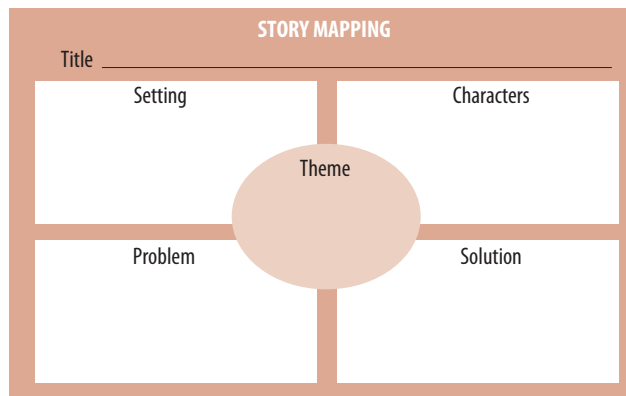 STORY MAPPING
Title
Setting
Characters
Theme
Problem
Solution